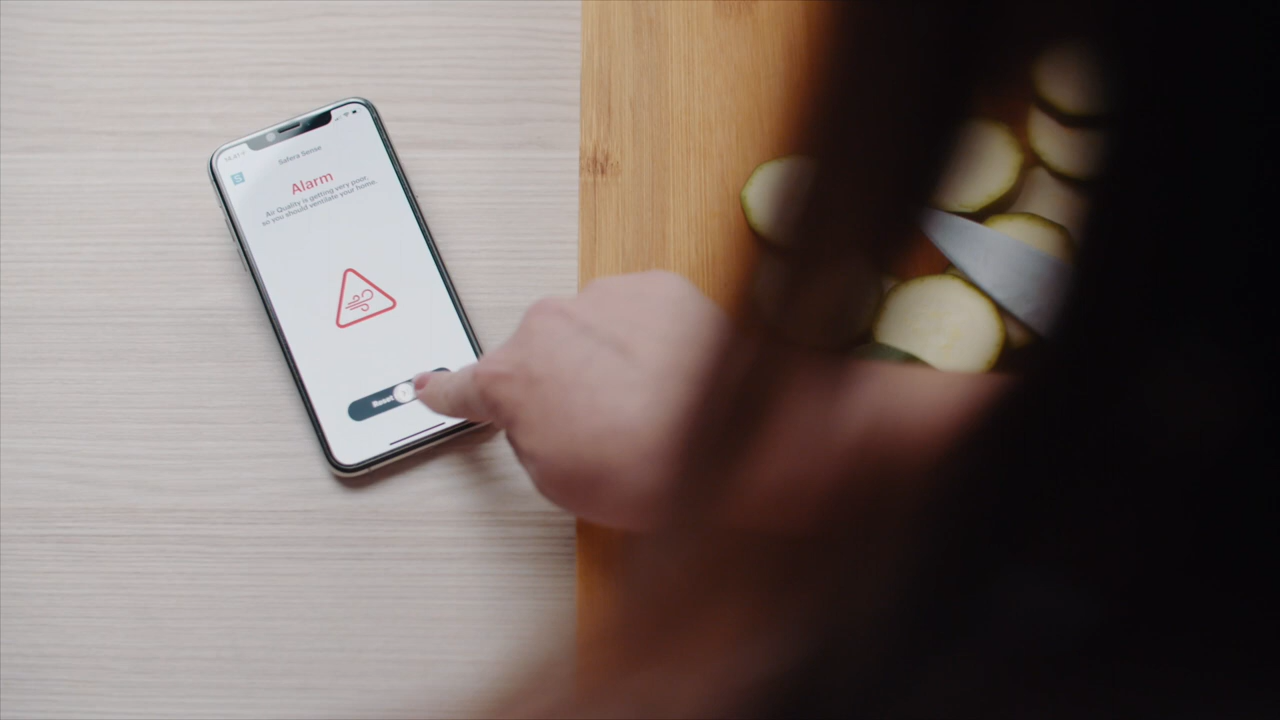 Safera Sense
S
Alarm
Air Quality is getting very poor,
so you should ventilate your home.
Reset